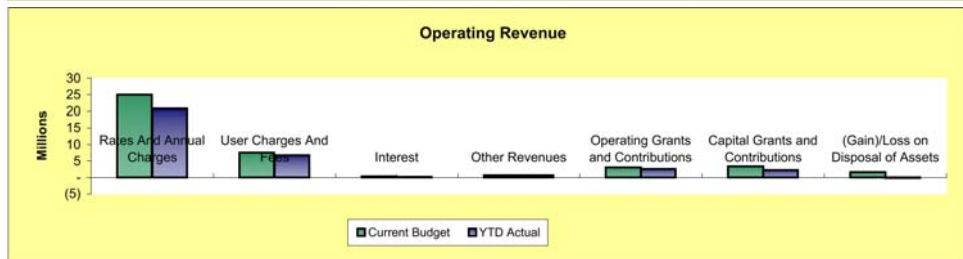 Operating Revenue
Millions
30
25
20
15
10
5
-
(5)
Rates And Annual
Charges
User Charges And
Fees
Interest
Other Revenues
Operating Grants
and Contributions
Capital Grants and
Contributions
(Gain)/Loss on
Disposal of Assets
Current Budget
YTD Actual